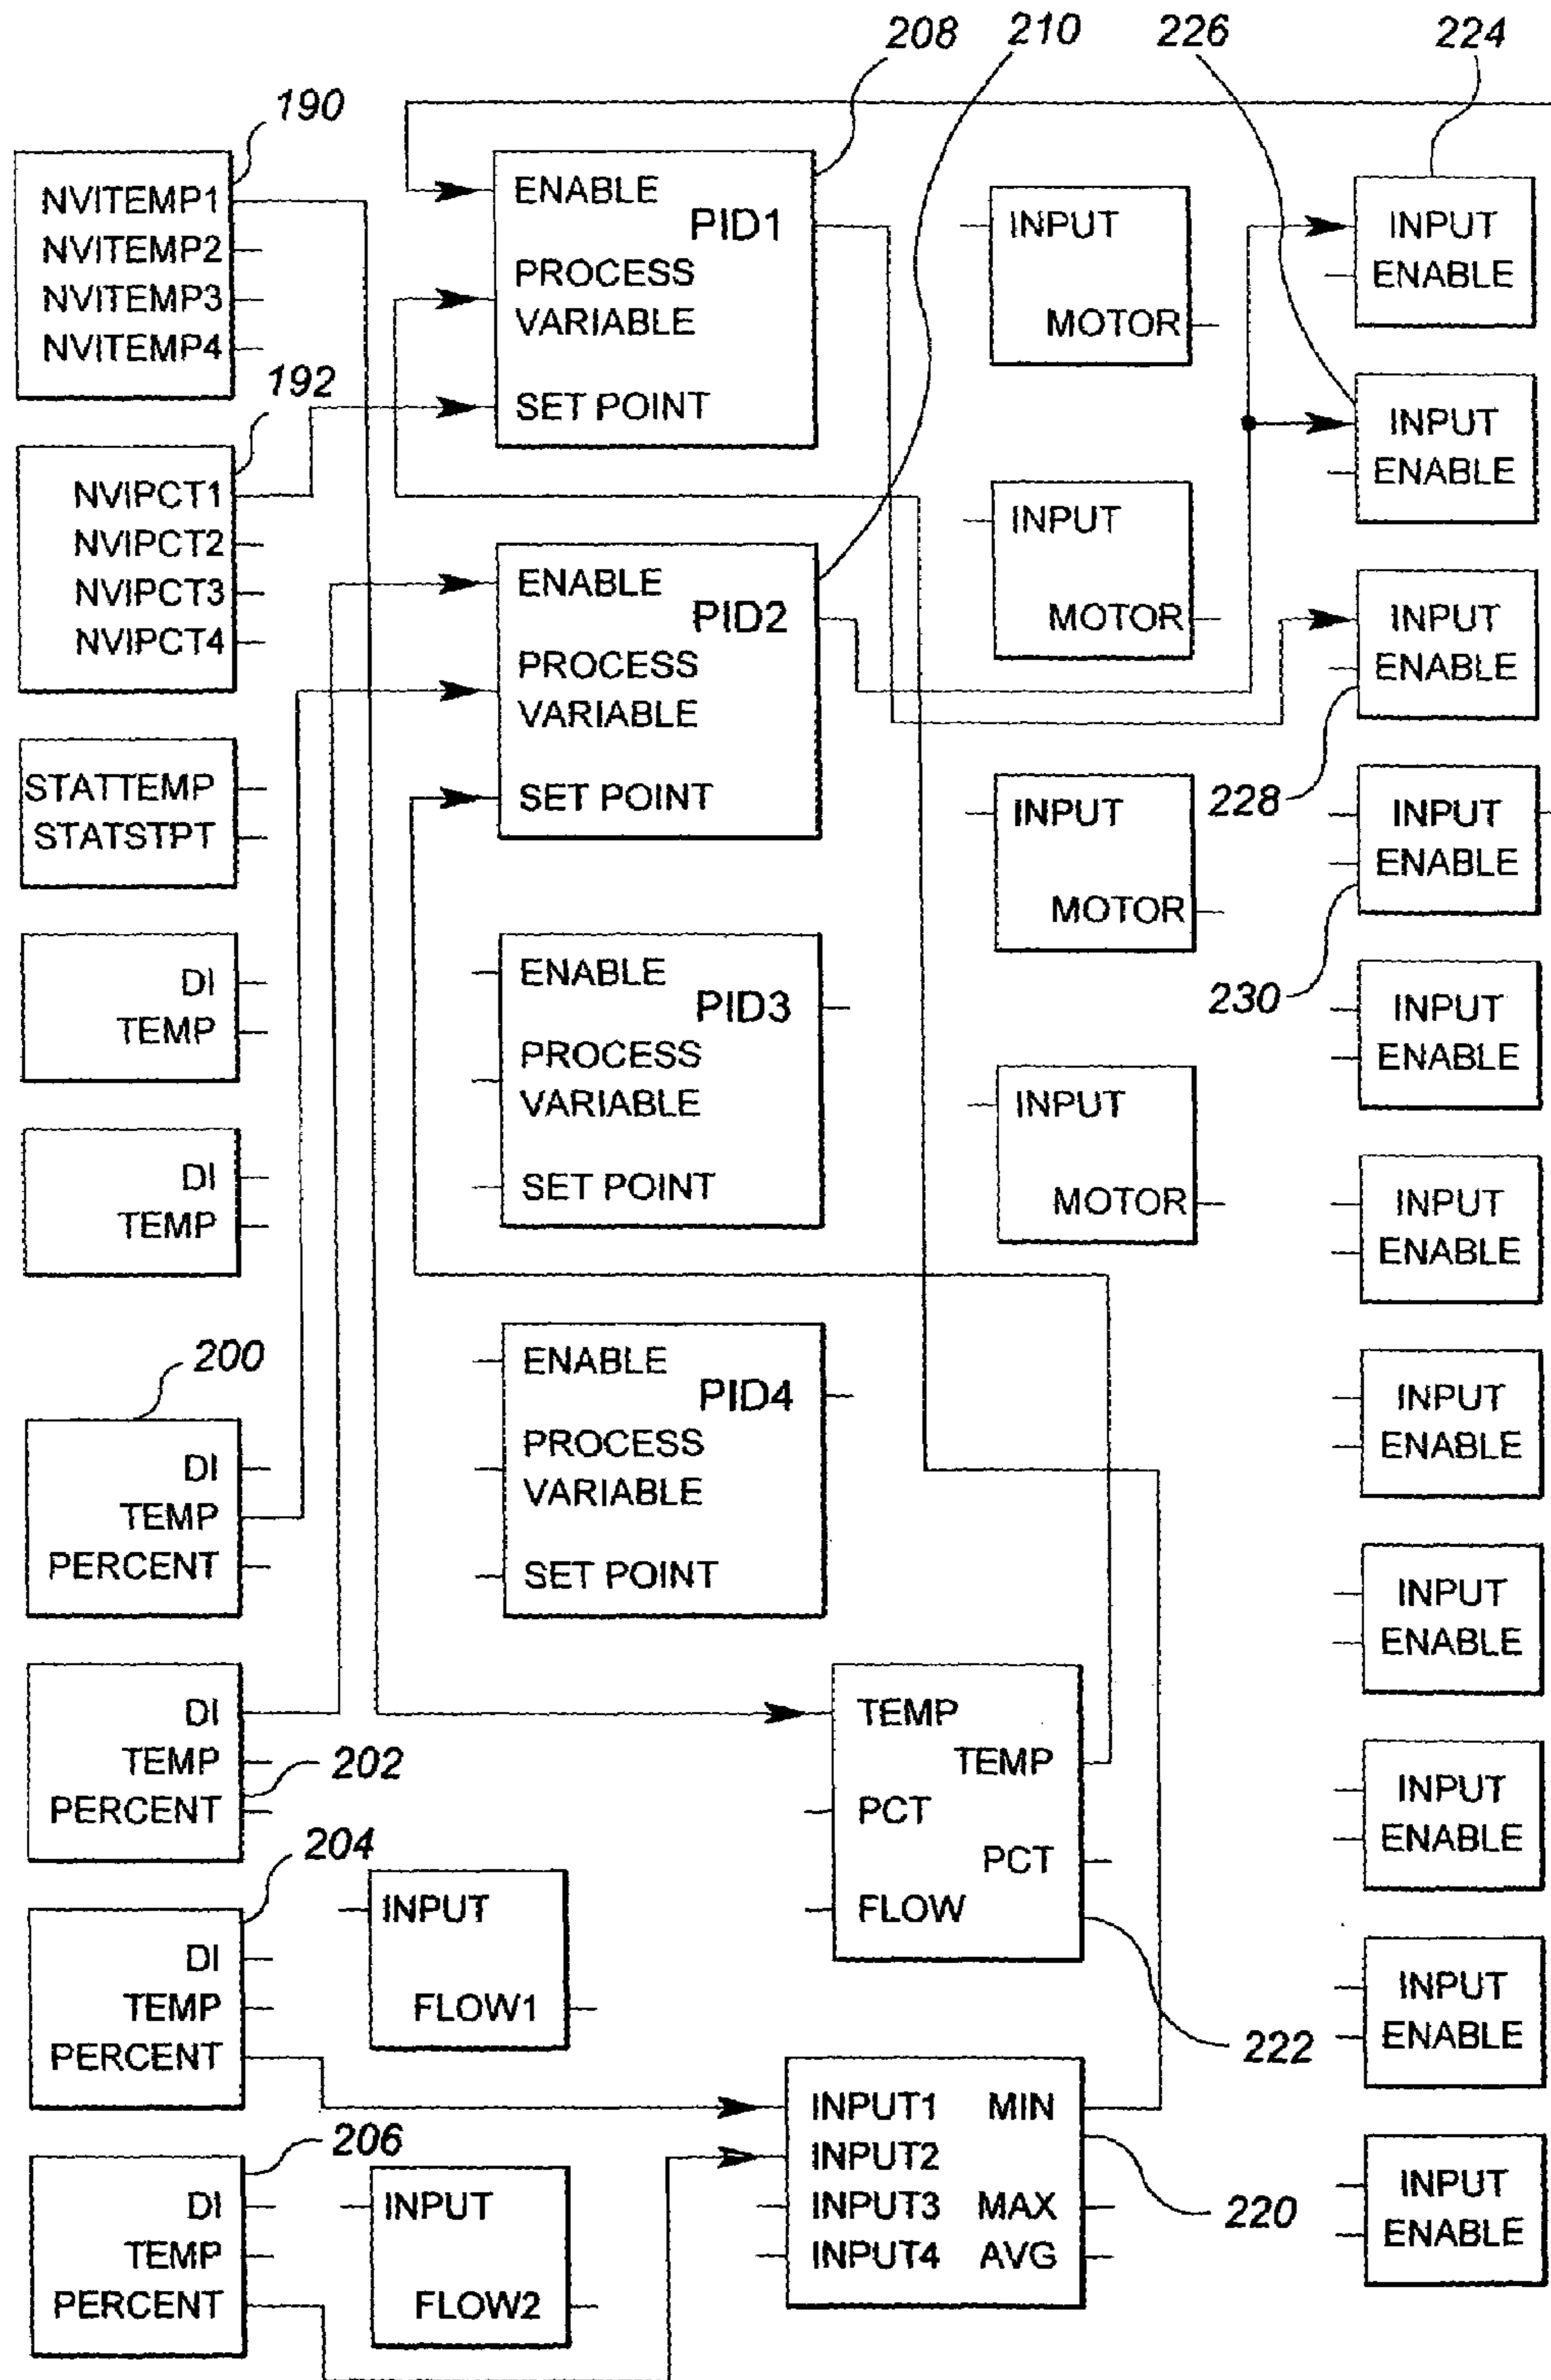 208
210
226
224
190
NVITEMP1
NVITEMP2
NVITEMP3
NVITEMP4
192
NVIPCT1
NVIPCT2
NVIPCT3
NVIPCT4
STATTEMP
STATSTPT
DI
TEMP
DI
TEMP
200
DI
TEMP
PERCENT
DI
TEMP
PERCENT
202
204
DI
TEMP
PERCENT
206
DI
TEMP
PERCENT
ENABLE
PID1
PROCESS
VARIABLE
SET POINT
ENABLE
PID2
PROCESS
VARIABLE
SET POINT
ENABLE
PID3
PROCESS
VARIABLE
SET POINT
ENABLE
PID4
PROCESS
VARIABLE
SET POINT
INPUT
FLOW1
INPUT
FLOW2
TEMP
TEMP
PCT
PCT
FLOW
222
INPUT1 MIN
INPUT2
INPUT3 MAX
INPUT4 AVG
220
INPUT
MOTOR
INPUT
MOTOR
INPUT
MOTOR
INPUT
MOTOR
INPUT
ENABLE
INPUT
ENABLE
INPUT
ENABLE
228
INPUT
ENABLE
230
INPUT
ENABLE
INPUT
ENABLE
INPUT
ENABLE
INPUT
ENABLE
INPUT
ENABLE
INPUT
ENABLE
INPUT
ENABLE